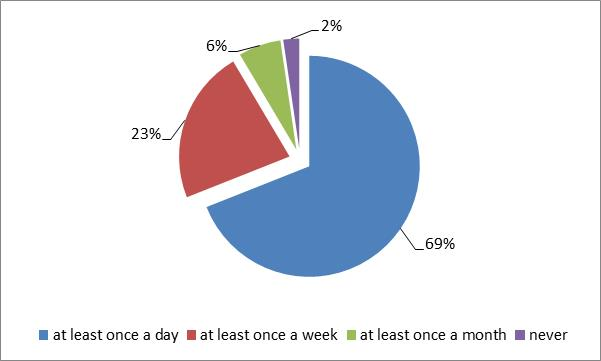 2%
6%
23%
69%
at least once a day at least once a week at least once a month never